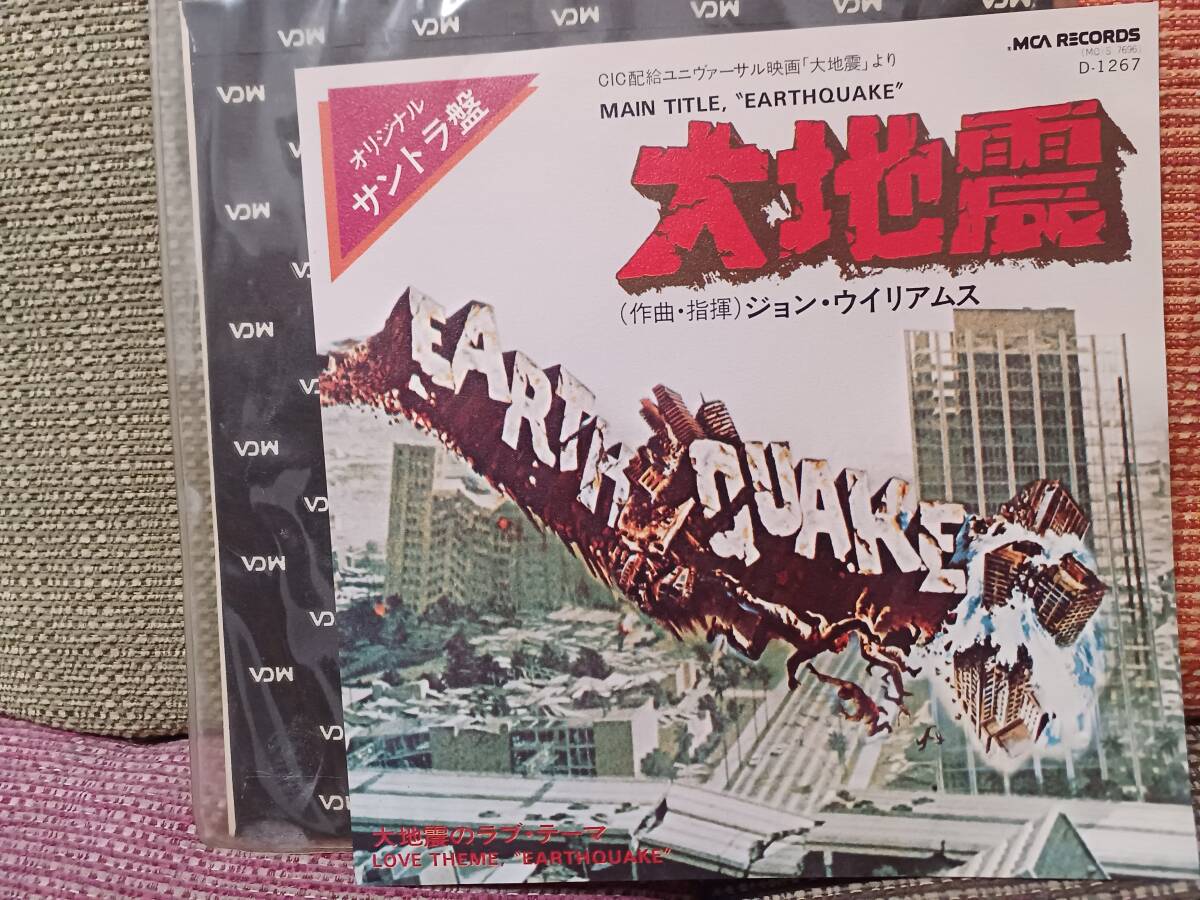 MCA MCA MCA MCA MCA
MCA
MCA
MCA
MCA
MCA
MCA
.MCA RECORDS
(MCS 7696)
D-1267
CIC配給ユニヴァーサル映画「大地震」より
MAIN TITLE, "EARTHQUAKE"
オリジナル
サントラ盤
大地震
(作曲・指揮)ジョン・ウイリアムス
EARTHQUAKE
大地震のラブ・テーマ
LOVE THEME, "EARTHQUAKE"